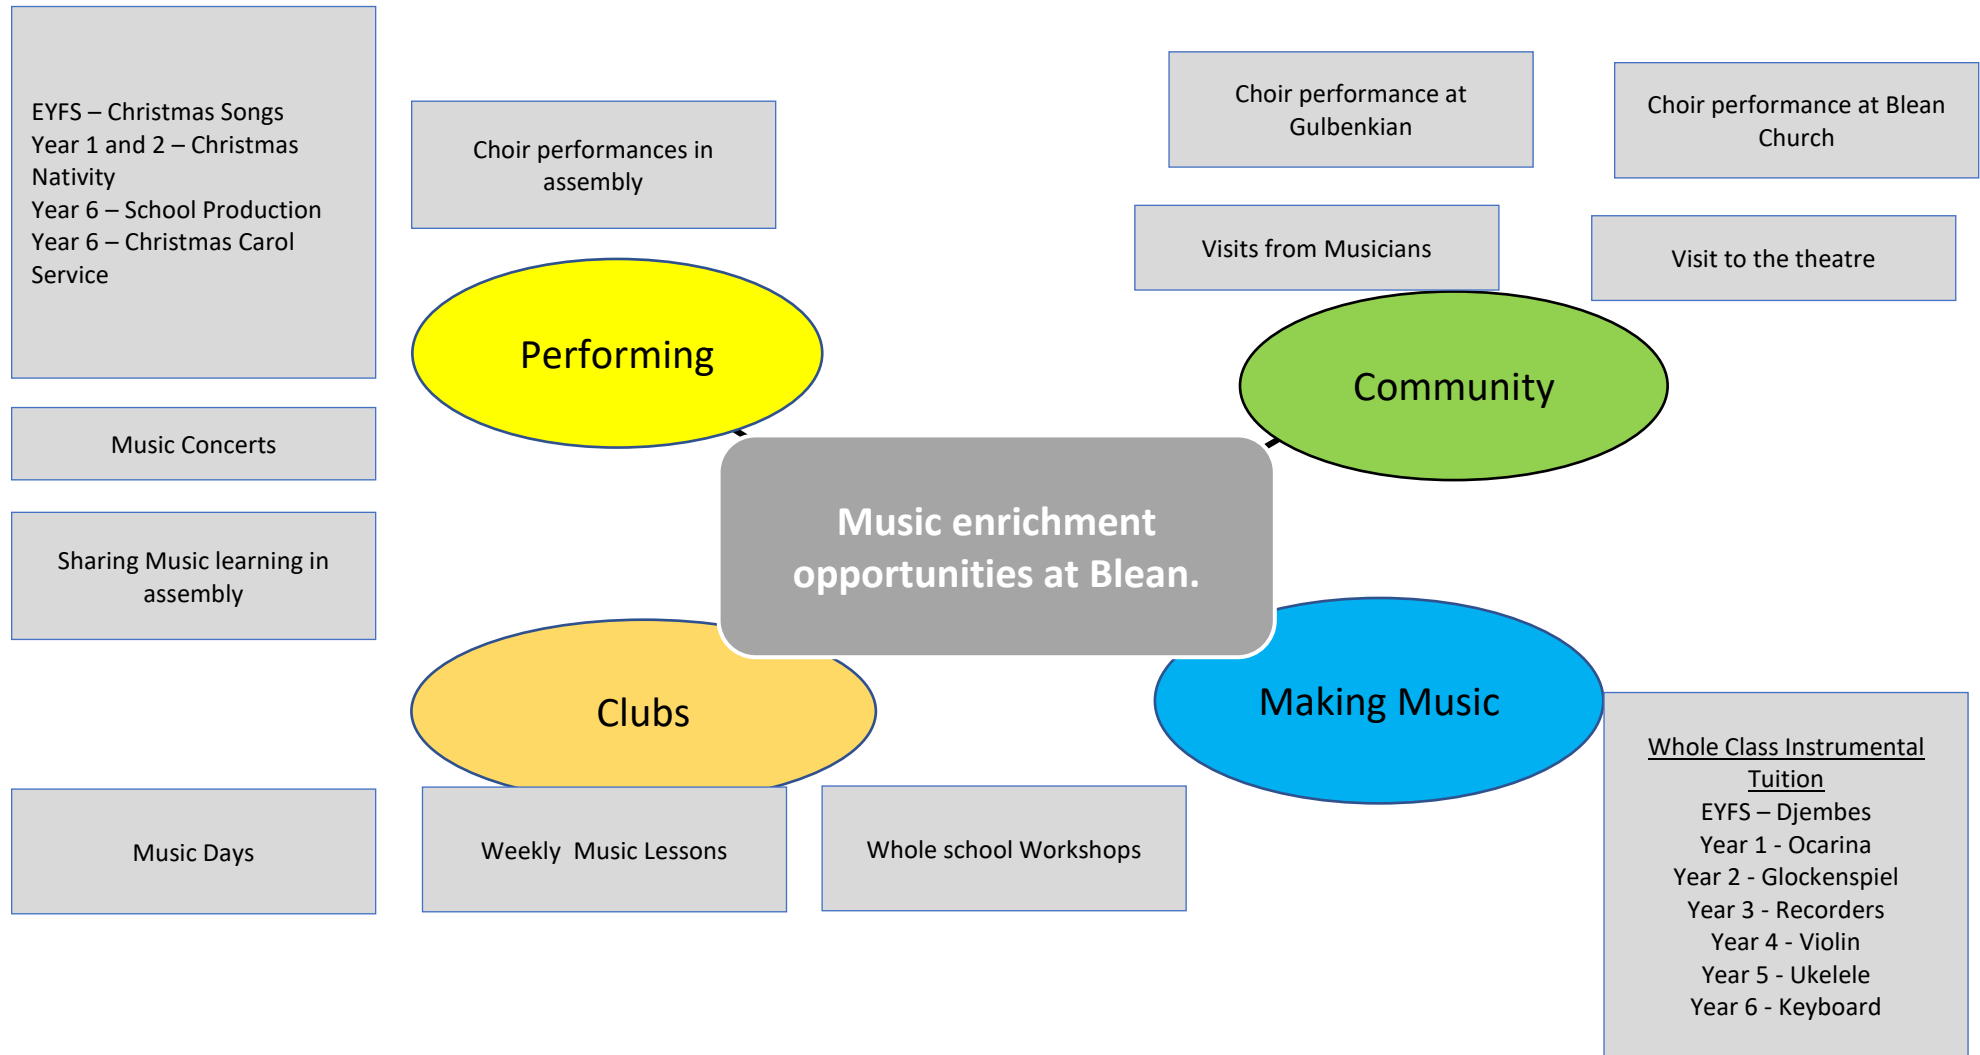 EYFS – Christmas Songs
Year 1 and 2 – Christmas
Nativity
Year 6 – School Production
Year 6 – Christmas Carol
Service
Choir performances in
assembly
Choir performance at
Gulbenkian
Choir performance at Blean
Church
Visits from Musicians
Visit to the theatre
Performing
Community
Music Concerts
Music enrichment
opportunities at Blean.
Sharing Music learning in
assembly
Clubs
Making Music
Music Days
Weekly  Music Lessons
Whole school Workshops
Whole Class Instrumental
Tuition
EYFS – Djembes
Year 1 - Ocarina
Year 2 - Glockenspiel
Year 3 - Recorders
Year 4 - Violin
Year 5 - Ukelele
Year 6 - Keyboard